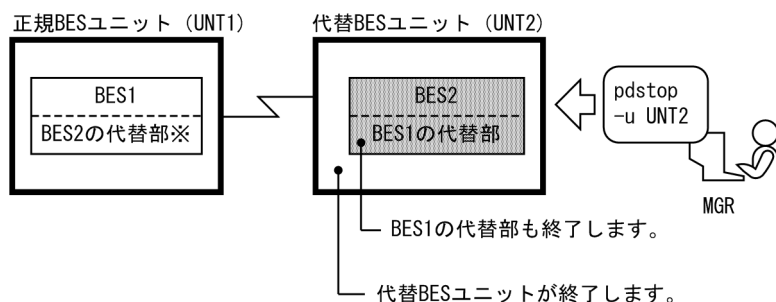 正規BESユニット（UNT1）
代替BESユニット（UNT2）
BES1
BES2の代替部※
BES2
BES1の代替部
pdstop
-u UNT2
MGR
BES1の代替部も終了します。
代替BESユニットが終了します。